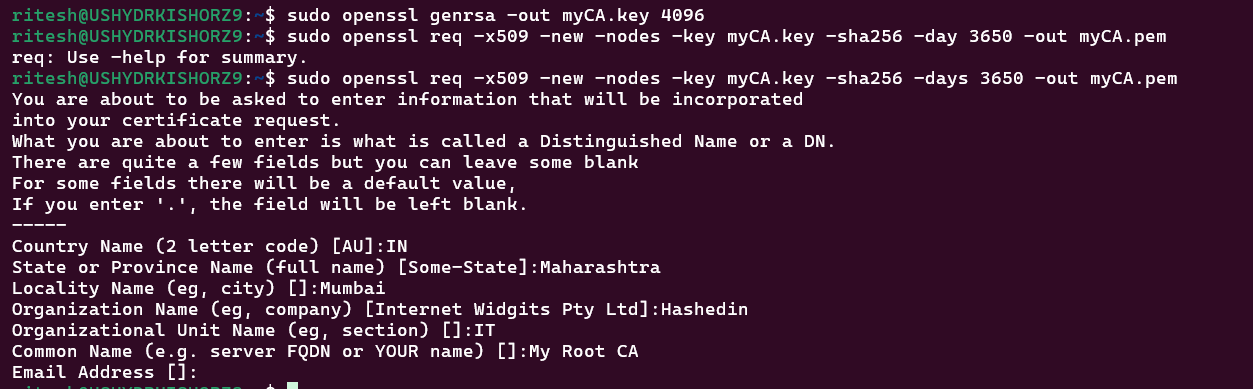 ritesh@USHYDRKISHORZ9:~$ sudo openssl genrsa -out myCA.key 4096
ritesh@USHYDRKISHORZ9:~$ sudo openssl req -x509 -new -nodes -key myCA.key -sha256 -day 3650 -out myCA.pem
req: Use -help for summary.
ritesh@USHYDRKISHORZ9:~$ sudo openssl req -x509 -new -nodes -key myCA.key -sha256 -days 3650 -out myCA.pem
You are about to be asked to enter information that will be incorporated
into your certificate request.
What you are about to enter is what is called a Distinguished Name or a DN.
There are quite a few fields but you can leave some blank
For some fields there will be a default value,
If you enter '.', the field will be left blank.
-----
Country Name (2 letter code) [AU]:IN
State or Province Name (full name) [Some-State]:Maharashtra
Locality Name (eg, city) []:Mumbai
Organization Name (eg, company) [Internet Widgits Pty Ltd]:Hashedin
Organizational Unit Name (eg, section) []:IT
Common Name (e.g. server FQDN or YOUR name) []:My Root CA
Email Address []:
ritesh@USHYDRKISHORZ9:~$